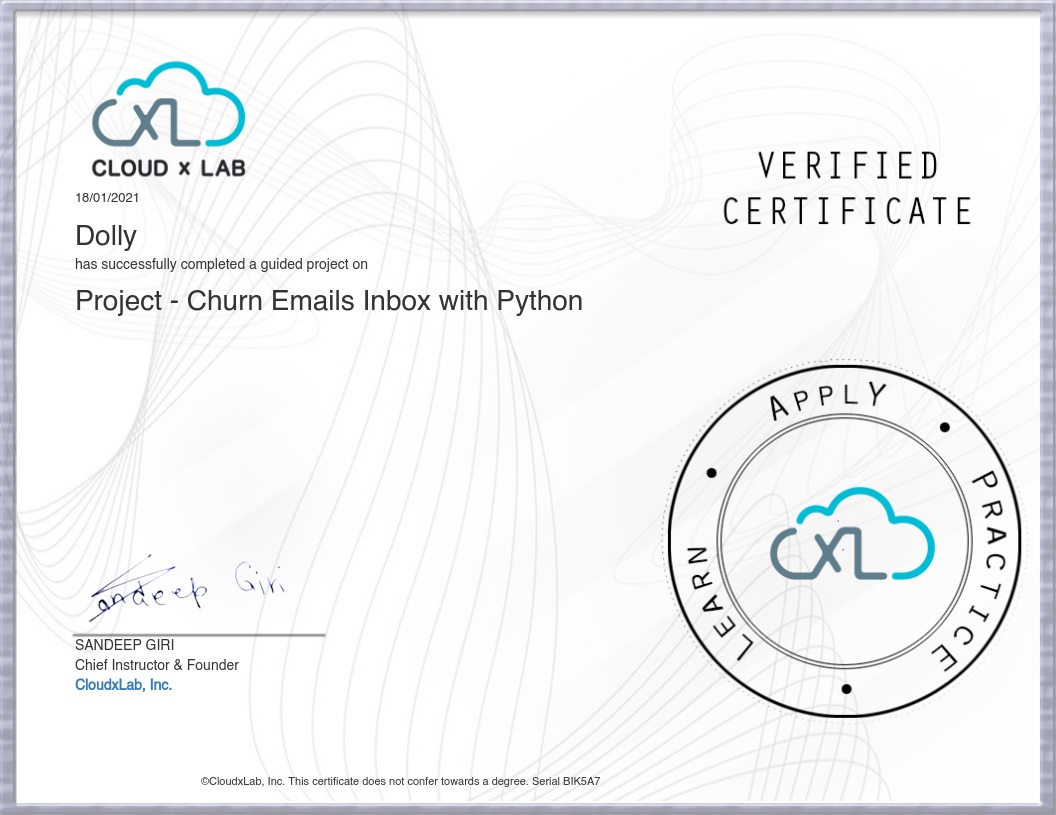 CXL
CLOUD x LAB
18/01/2021
VERIFIED
CERTIFICATE
Dolly
has successfully completed a guided project on
Project - Churn Emails Inbox with Python
APPLY
PRACTICE
LEARN
CXL
Sandeep Giri
SANDEEP GIRI
Chief Instructor & Founder
CloudxLab, Inc.
©CloudxLab, Inc. This certificate does not confer towards a degree. Serial BIK5A7